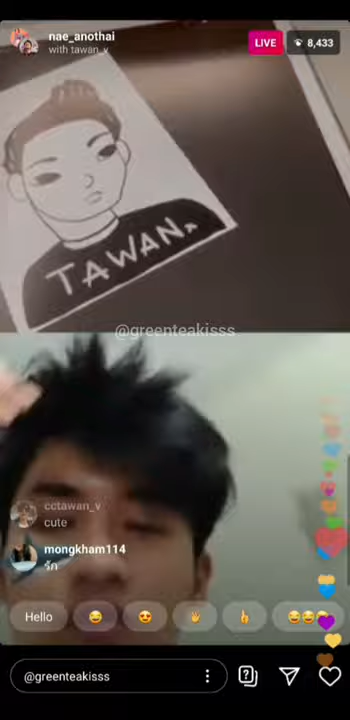 nae_anothai
with tawan_v
LIVE
8,433
TAWAN
@greenteakisss
cctawan_v
cute
mongkham114
รัก
Hello
@greenteakisss